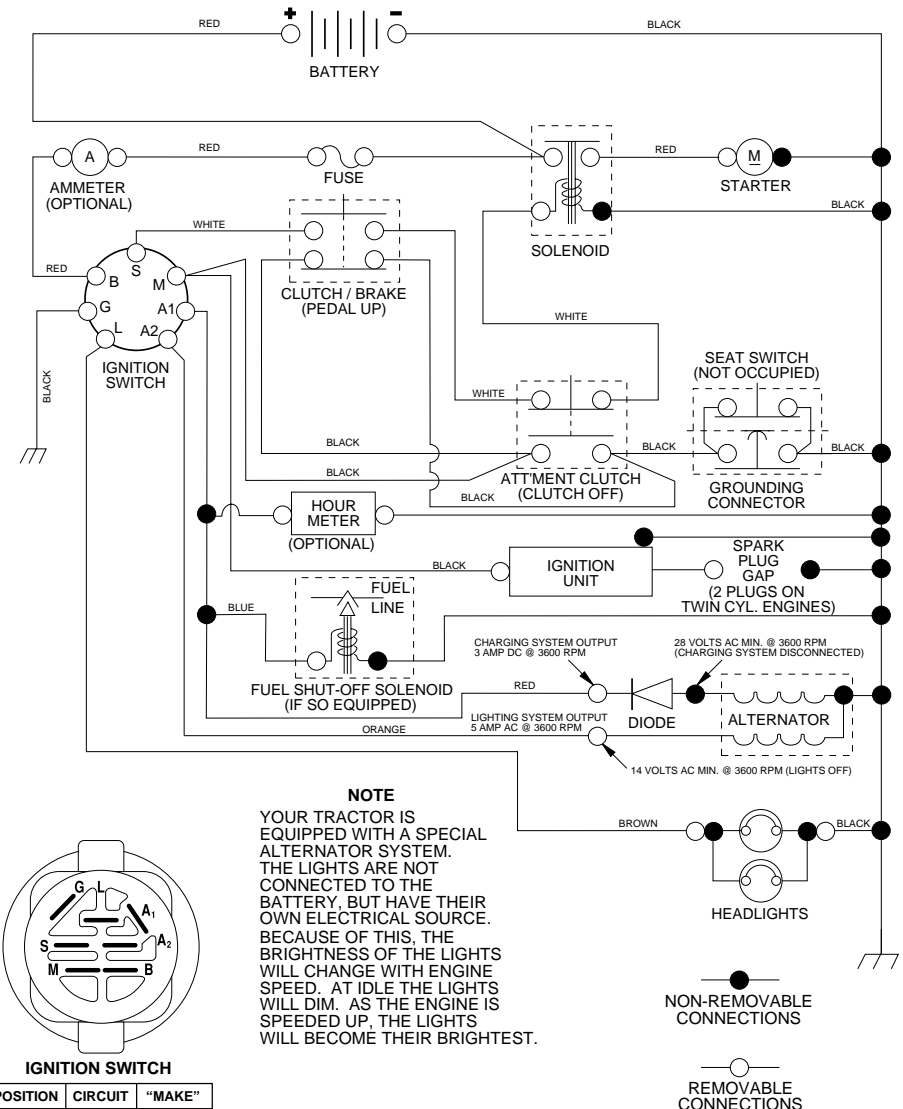 RED
+
-
BLACK
BATTERY
A
RED
AMMETER
(OPTIONAL)
FUSE
RED
M
STARTER
BLACK
SOLENOID
WHITE
CLUTCH / BRAKE
(PEDAL UP)
RED
S
B
M
G
A1
L
A2
IGNITION
SWITCH
BLACK
WHITE
SEAT SWITCH
(NOT OCCUPIED)
WHITE
BLACK
BLACK
BLACK
BLACK
BLACK
ATT'MENT CLUTCH
(CLUTCH OFF)
GROUNDING
CONNECTOR
HOUR
METER
(OPTIONAL)
BLACK
IGNITION
UNIT
SPARK
PLUG
GAP
(2 PLUGS ON
TWIN CYL. ENGINES)
BLUE
FUEL
LINE
FUEL SHUT-OFF SOLENOID
(IF SO EQUIPPED)
CHARGING SYSTEM OUTPUT
3 AMP DC @ 3600 RPM
28 VOLTS AC MIN. @ 3600 RPM
(CHARGING SYSTEM DISCONNECTED)
RED
DIODE
ALTERNATOR
ORANGE
LIGHTING SYSTEM OUTPUT
5 AMP AC @ 3600 RPM
14 VOLTS AC MIN. @ 3600 RPM (LIGHTS OFF)
BROWN
BLACK
HEADLIGHTS
NOTE
YOUR TRACTOR IS
EQUIPPED WITH A SPECIAL
ALTERNATOR SYSTEM.
THE LIGHTS ARE NOT
CONNECTED TO THE
BATTERY, BUT HAVE THEIR
OWN ELECTRICAL SOURCE.
BECAUSE OF THIS, THE
BRIGHTNESS OF THE LIGHTS
WILL CHANGE WITH ENGINE
SPEED. AT IDLE THE LIGHTS
WILL DIM. AS THE ENGINE IS
SPEEDED UP, THE LIGHTS
WILL BECOME THEIR BRIGHTEST.
G
L
A1
S
A2
M
B
IGNITION SWITCH
POSITION CIRCUIT "MAKE"
NON-REMOVABLE
CONNECTIONS
REMOVABLE
CONNECTIONS